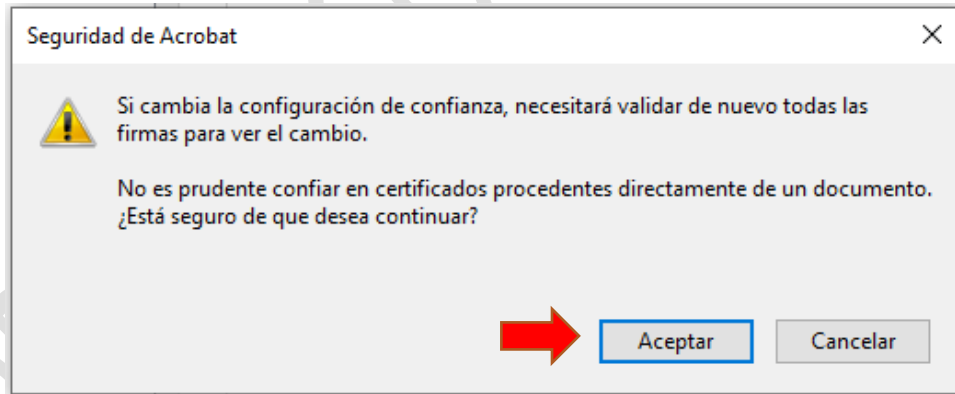 Seguridad de Acrobat
Si cambia la configuración de confianza, necesitará validar de nuevo todas las
firmas para ver el cambio.
No es prudente confiar en certificados procedentes directamente de un documento.
¿Está seguro de que desea continuar?
Aceptar
Cancelar